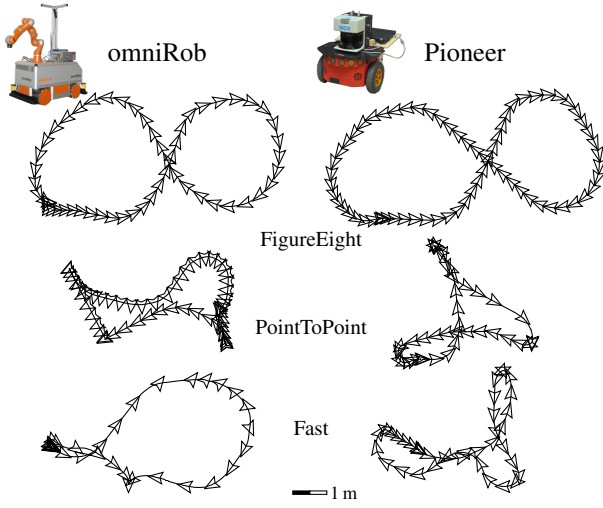 omniRob
Pioneer
FigureEight
PointToPoint
Fast
1 m